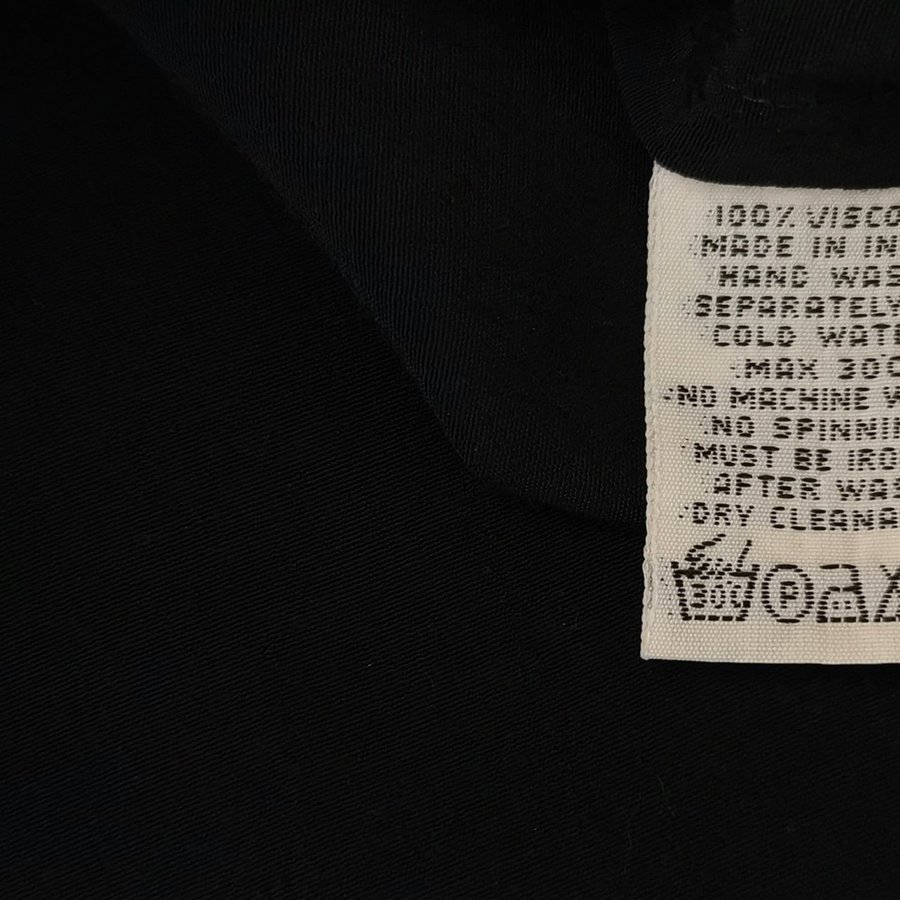 100% VISCO
MADE IN IN
HAND WAS
SEPARATELY
COLD WATE
MAX 30°C
NO MACHINE W
NO SPINNIN
MUST BE IRO
AFTER WAS
DRY CLEANA
30C P